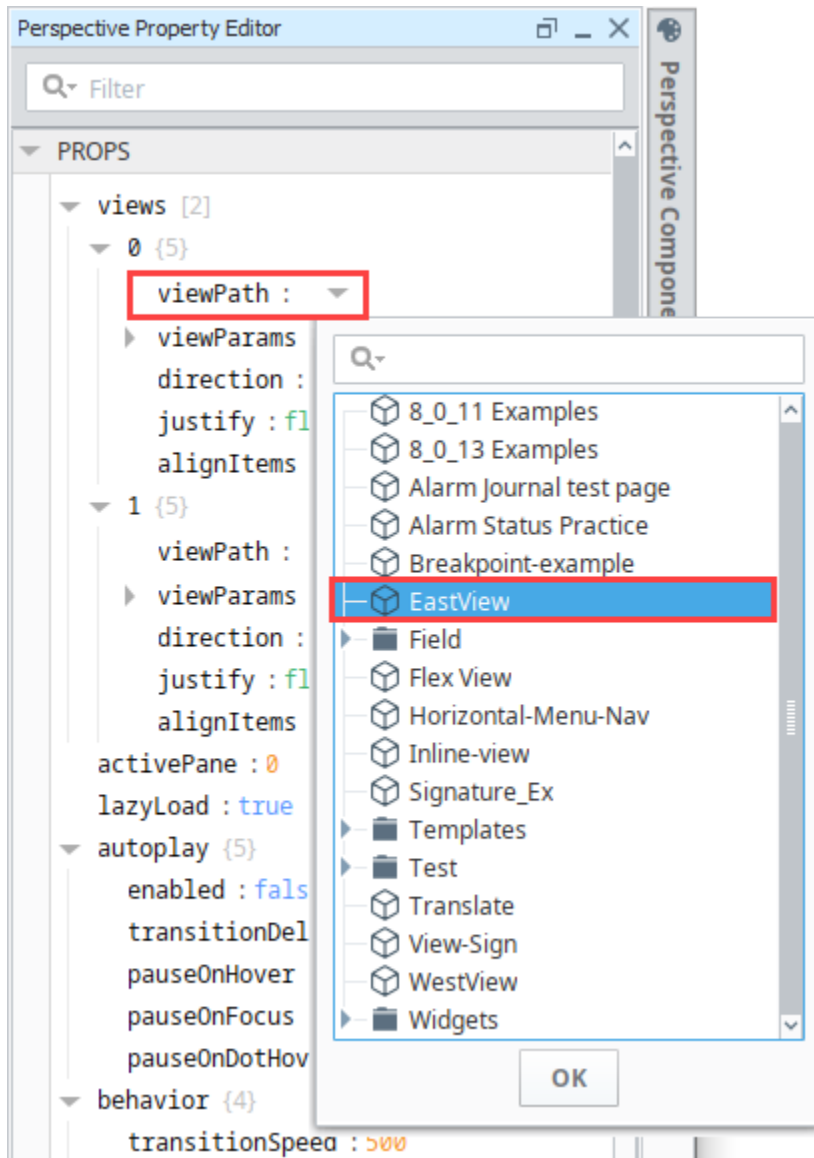 Perspective Property Editor
Filter
Perspective Compone
PROPS
views [2]
0 {5}
viewPath :
viewParams
direction :
justify : fl
alignItems
1 {5}
viewPath :
viewParams
direction :
justify : fl
alignItems
activePane : 0
lazyLoad : true
autoplay {5}
enabled : fals
transitionDel
pauseOnHover
pauseOnFocus
pauseOnDotHov
behavior {4}
transitionSpeed : 500
8_0_11 Examples
8_0_13 Examples
Alarm Journal test page
Alarm Status Practice
Breakpoint-example
EastView
Field
Flex View
Horizontal-Menu-Nav
Inline-view
Signature_Ex
Templates
Test
Translate
View-Sign
WestView
Widgets
OK